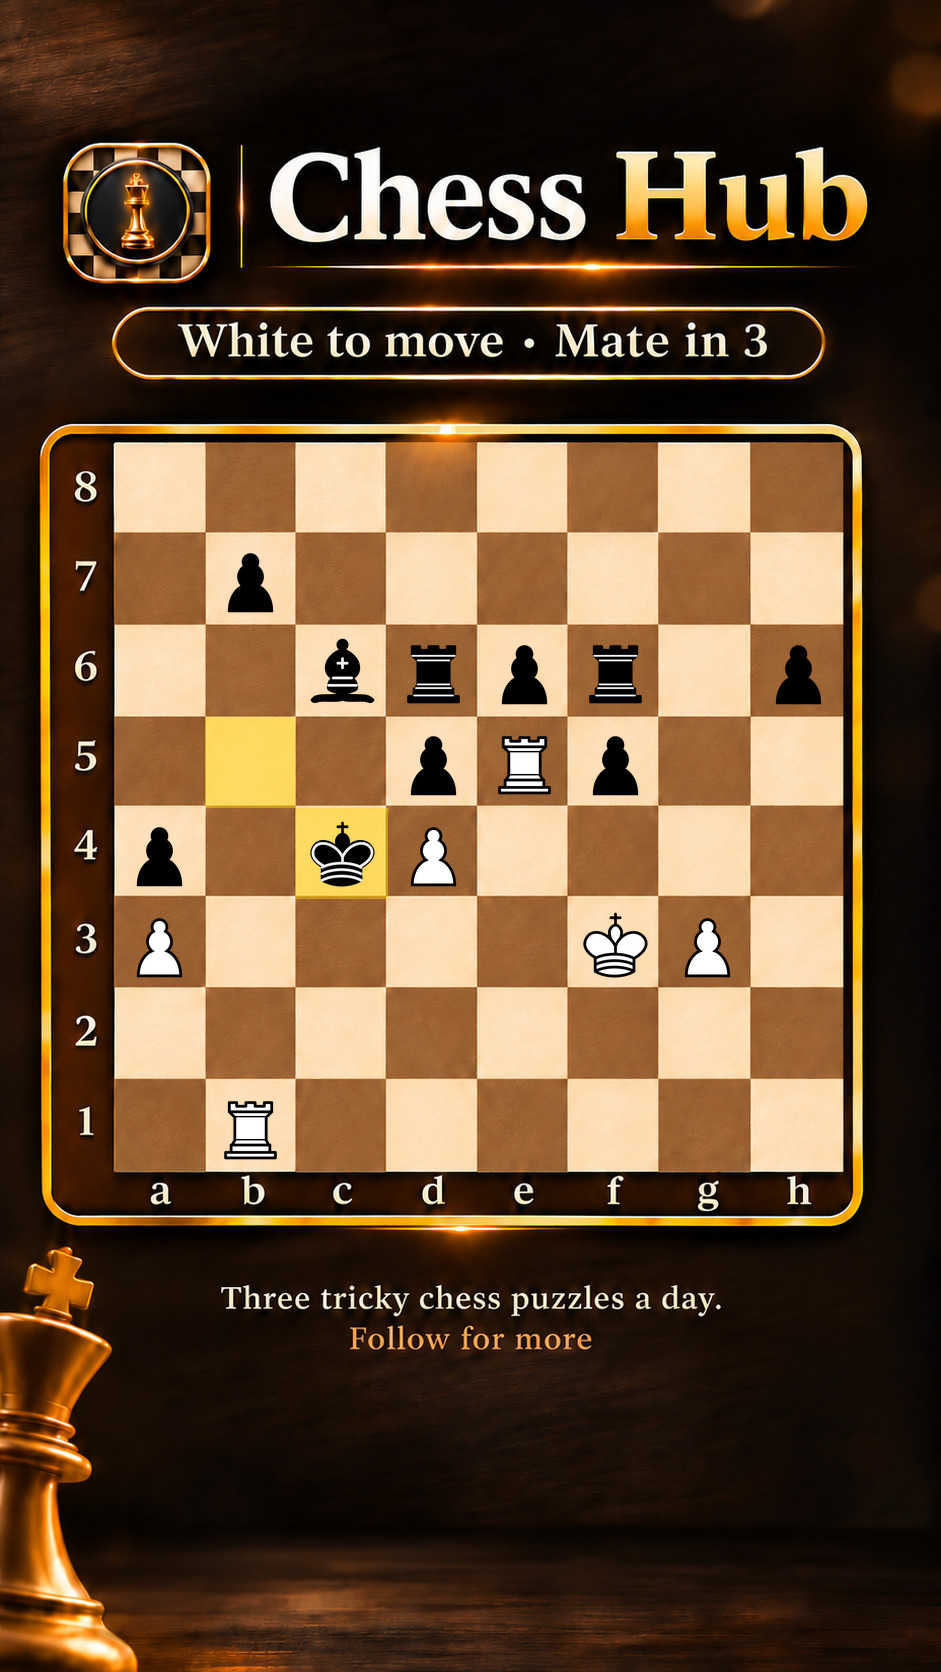 Chess Hub
White to move • Mate in 3
8
7
6
5
4
3
2
1
a b c d e f g h
Three tricky chess puzzles a day.
Follow for more